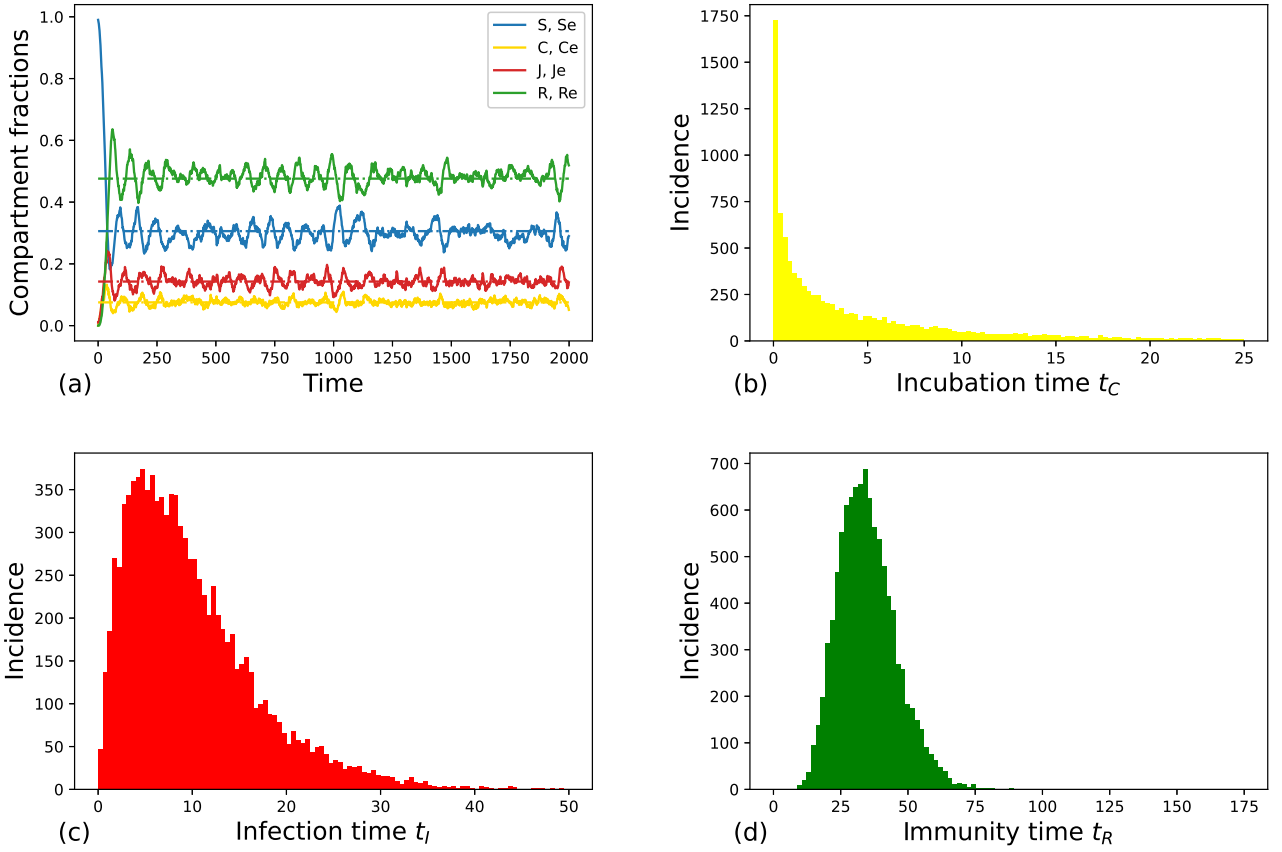 1.0
0.8
0.6
0.4
0.2
0.0
Compartment fractions
S, Se
C, Ce
J, Je
R, Re
0 250 500 750 1000 1250 1500 1750 2000
Time
(a)
1750
1500
1250
1000
750
500
250
0
Incidence
0 5 10 15 20 25
Incubation time t_C
(b)
350
300
250
200
150
100
50
0
Incidence
0 10 20 30 40 50
Infection time t_I
(c)
700
600
500
400
300
200
100
0
Incidence
0 25 50 75 100 125 150 175
Immunity time t_R
(d)